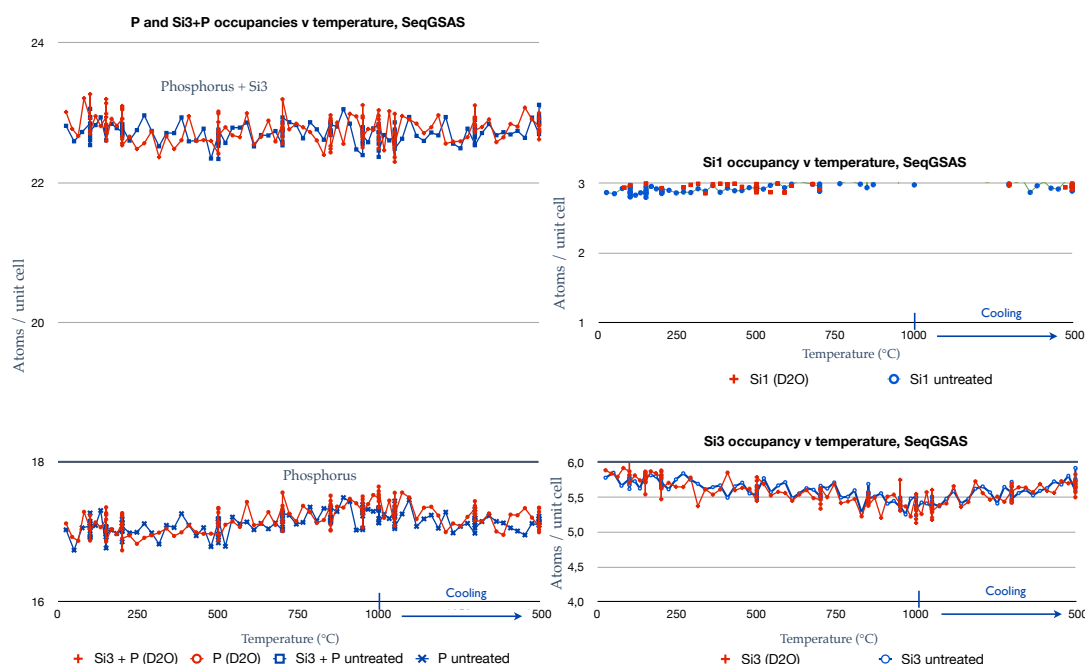 P and Si3+P occupancies v temperature, SeqGSAS
24
22
20
18
16
Atoms / unit cell
Phosphorus + Si3
Phosphorus
Cooling
0
250
500
750
1000
500
Temperature (°C)
Si3 + P (D2O)
P (D2O)
Si3 + P untreated
P untreated
Si1 occupancy v temperature, SeqGSAS
3
2
1
Atoms / unit cell
Cooling
0
250
500
750
1000
500
Temperature (°C)
Si1 (D2O)
Si1 untreated
Si3 occupancy v temperature, SeqGSAS
6,0
5,5
5,0
4,5
4,0
Atoms / unit cell
Cooling
0
250
500
750
1000
500
Temperature (°C)
Si3 (D2O)
Si3 untreated